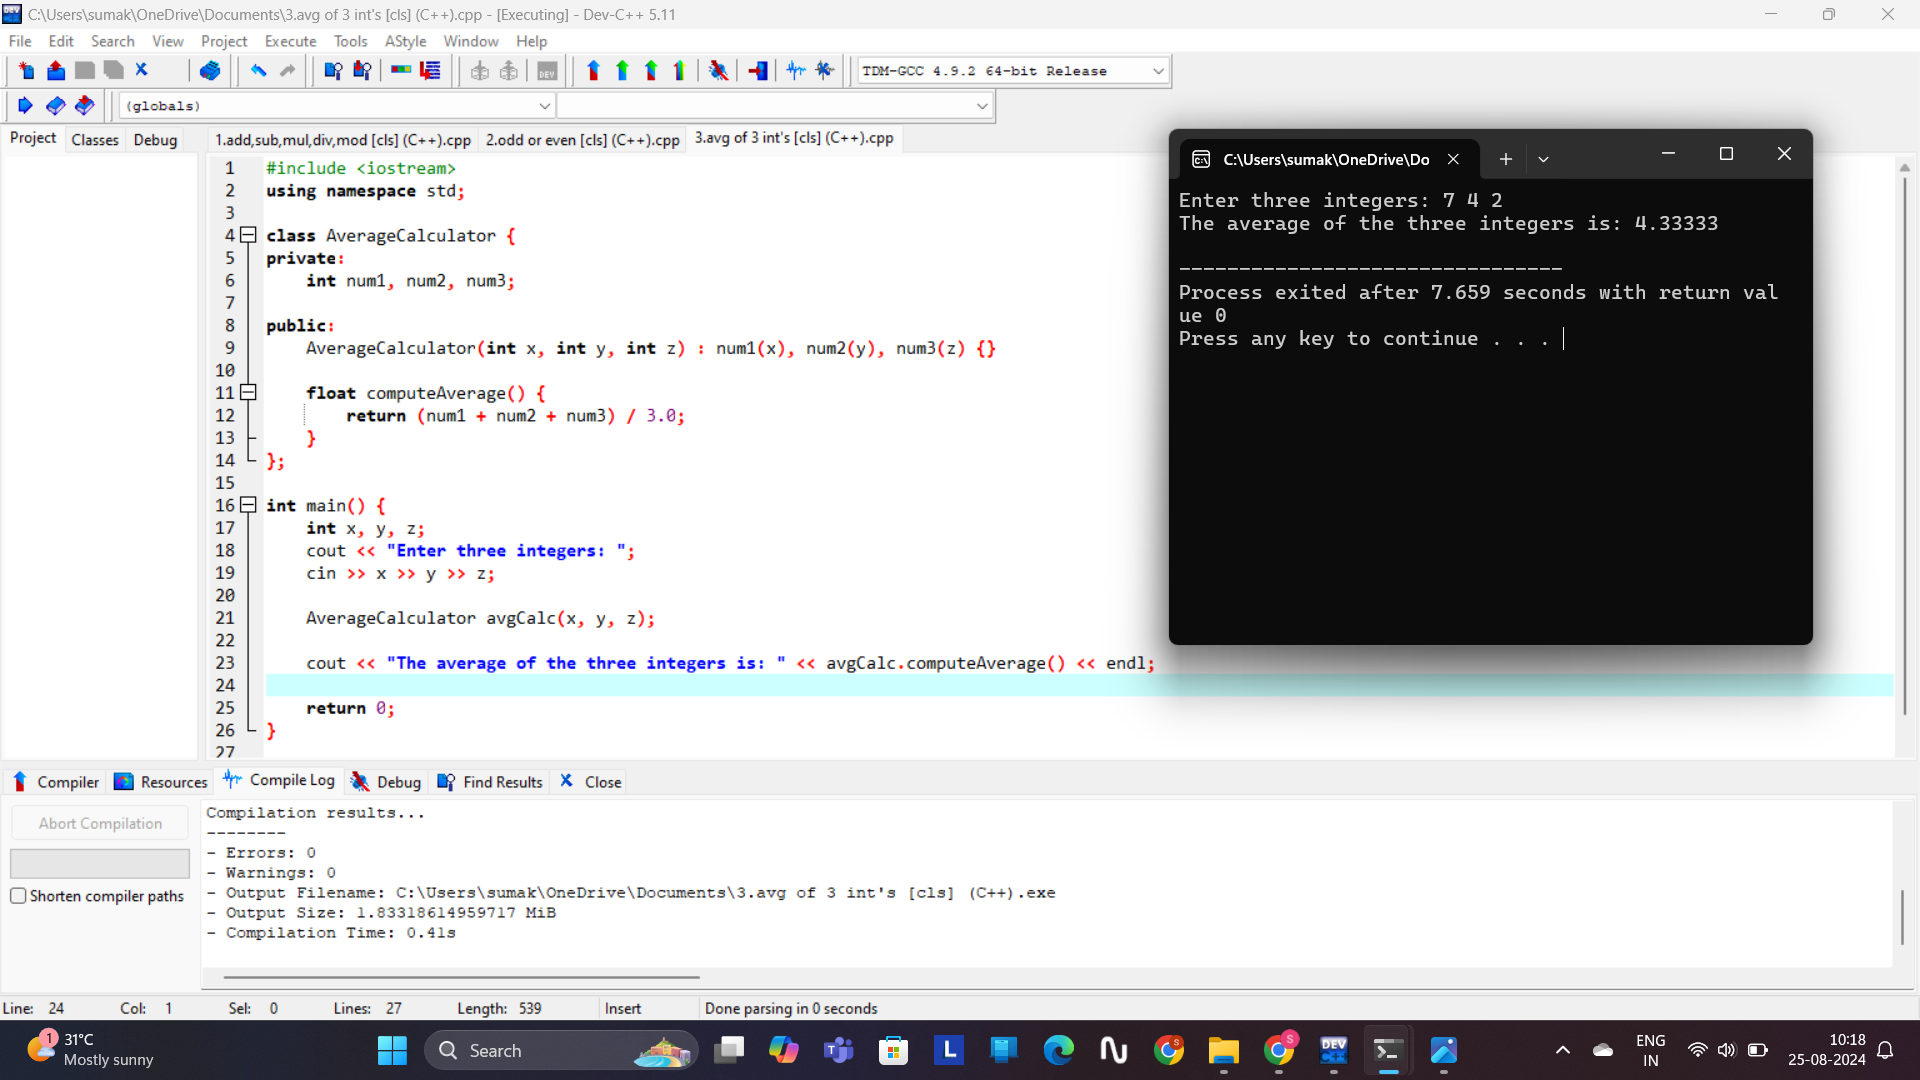 C:\Users\sumak\OneDrive\Documents\3.avg of 3 int's [cls] (C++).cpp - [Executing] - Dev-C++ 5.11
File Edit Search View Project Execute Tools AStyle Window Help
TDM-GCC 4.9.2 64-bit Release
(globals)
Project Classes Debug
1.add,sub,mul,div,mod [cls] (C++).cpp 2.odd or even [cls] (C++).cpp 3.avg of 3 int's [cls] (C++).cpp
1 #include <iostream>
2 using namespace std;
3
4 class AverageCalculator {
5 private:
6 int num1, num2, num3;
7
8 public:
9 AverageCalculator(int x, int y, int z) : num1(x), num2(y), num3(z) {}
10
11 float computeAverage() {
12 return (num1 + num2 + num3) / 3.0;
13 }
14 };
15
16 int main() {
17 int x, y, z;
18 cout << "Enter three integers: ";
19 cin >> x >> y >> z;
20
21 AverageCalculator avgCalc(x, y, z);
22
23 cout << "The average of the three integers is: " << avgCalc.computeAverage() << endl;
24
25 return 0;
26 }
27
C:\Users\sumak\OneDrive\Do
Enter three integers: 7 4 2
The average of the three integers is: 4.33333
--------------------------------
Process exited after 7.659 seconds with return val
ue 0
Press any key to continue . . .
Compiler Resources Compile Log Debug Find Results Close
Abort Compilation
Shorten compiler paths
Compilation results...
--------
- Errors: 0
- Warnings: 0
- Output Filename: C:\Users\sumak\OneDrive\Documents\3.avg of 3 int's [cls] (C++).exe
- Output Size: 1.83318614959717 MiB
- Compilation Time: 0.41s
Line: 24 Col: 1 Sel: 0 Lines: 27 Length: 539 Insert Done parsing in 0 seconds
1
31°C
Mostly sunny
Search
L
DEV
S
S
ENG
IN
10:18
25-08-2024